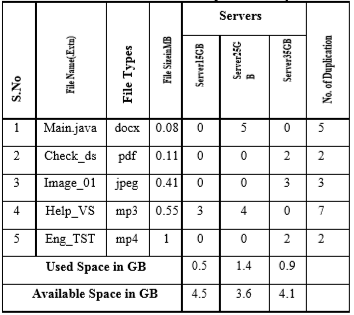 Servers
S.No
File Name(Extn)
File Types
File SizeinMB
Server15GB
Server25G
B
Server35GB
No. of Duplication
1 Main.java docx 0.08 0 5 0 5
2 Check_ds pdf 0.11 0 0 2 2
3 Image_01 jpeg 0.41 0 0 3 3
4 Help_VS mp3 0.55 3 4 0 7
5 Eng_TST mp4 1 0 0 2 2
Used Space in GB 0.5 1.4 0.9
Available Space in GB 4.5 3.6 4.1